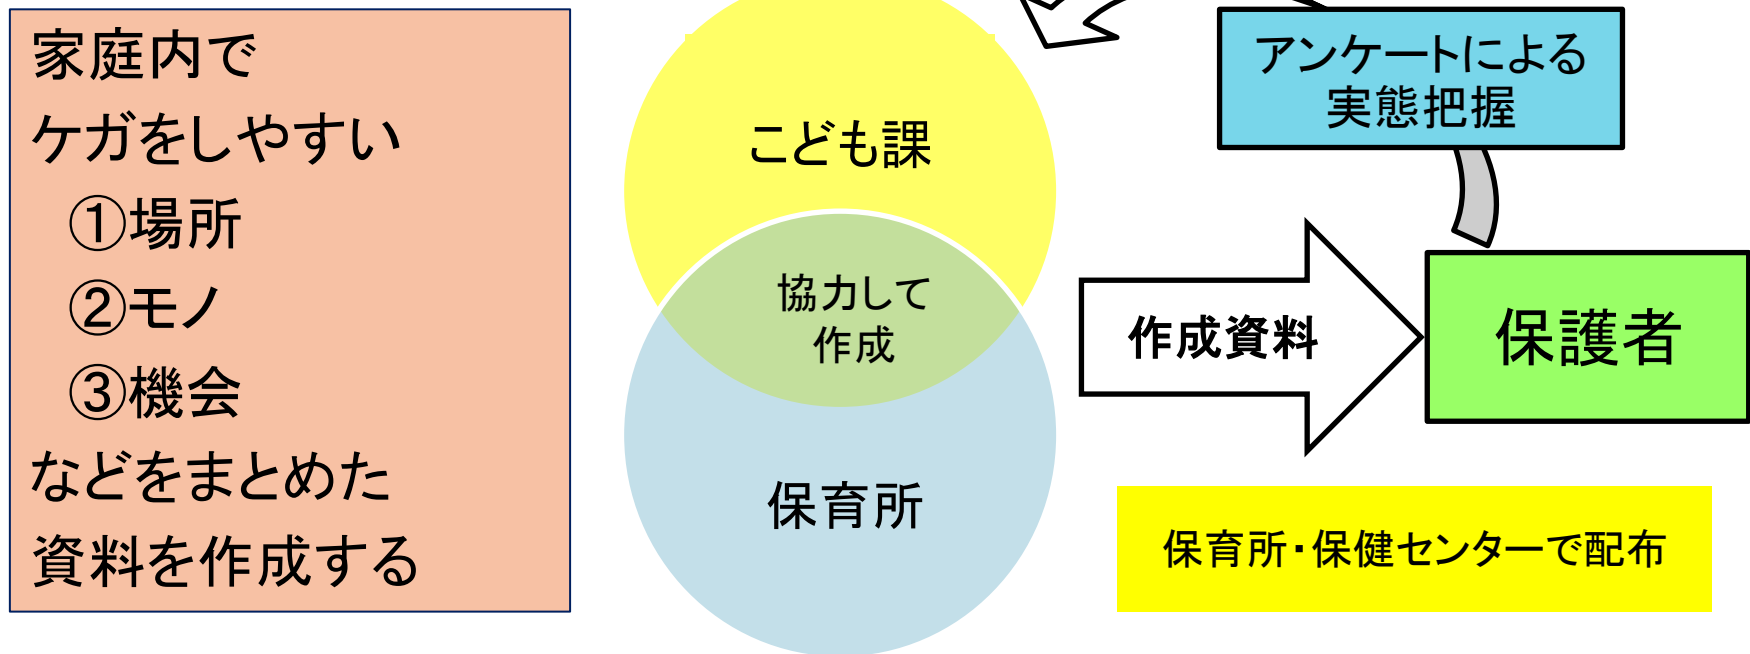 家庭内で
ケガをしやすい
①場所
②モノ
③機会
などをまとめた
資料を作成する
こども課
協力して
作成
保育所
アンケートによる
実態把握
作成資料
保護者
保育所・保健センターで配布